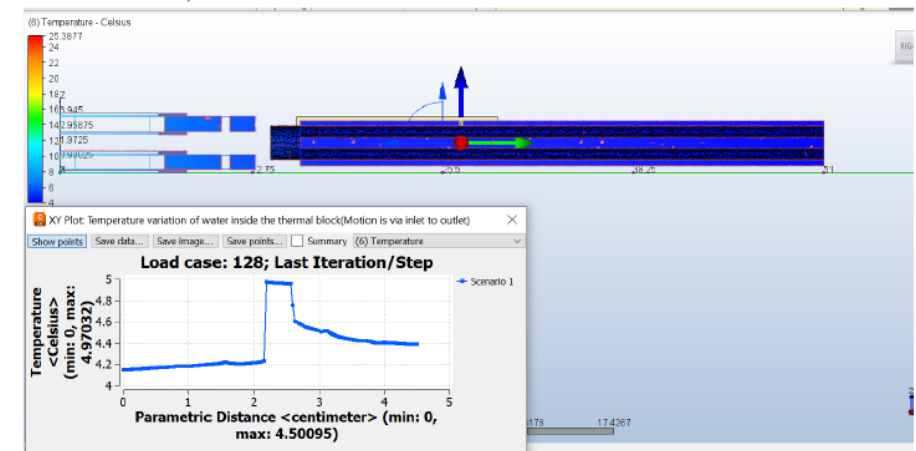 (6) Temperature - Celsius
25.3877
24
22
20
8
6
4
RIG
2.75
38.25
51
XY Plot: Temperature variation of water inside the thermal block(Motion is via inlet to outlet)
Show points Save data... Save image... Save points... Summary (6) Temperature
Load case: 128; Last Iteration/Step
Scenario 1
Temperature
<Celsius>
(min: 0, max:
4.97032)
5
4.8
4.6
4.4
4.2
4
0 1 2 3 4 5
Parametric Distance <centimeter> (min: 0,
max: 4.50095)
17.4267
Z